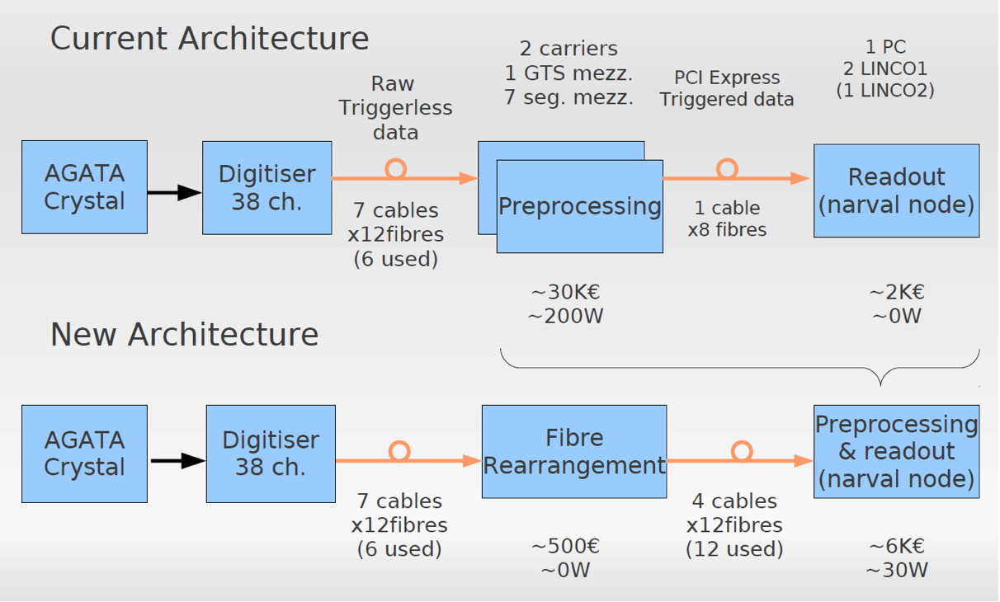 Current Architecture
2 carriers
1 GTS mezz.
7 seg. mezz.
1 PC
2 LINCO1
(1 LINCO2)
Raw
Triggerless
data
PCI Express
Triggered data
AGATA
Crystal
Digitiser
38 ch.
Preprocessing
Readout
(narval node)
7 cables
x12fibres
(6 used)
1 cable
x8 fibres
~30K€
~200W
~2K€
~0W
New Architecture
AGATA
Crystal
Digitiser
38 ch.
Fibre
Rearrangement
Preprocessing
& readout
(narval node)
7 cables
x12fibres
(6 used)
4 cables
x12fibres
(12 used)
~500€
~0W
~6K€
~30W